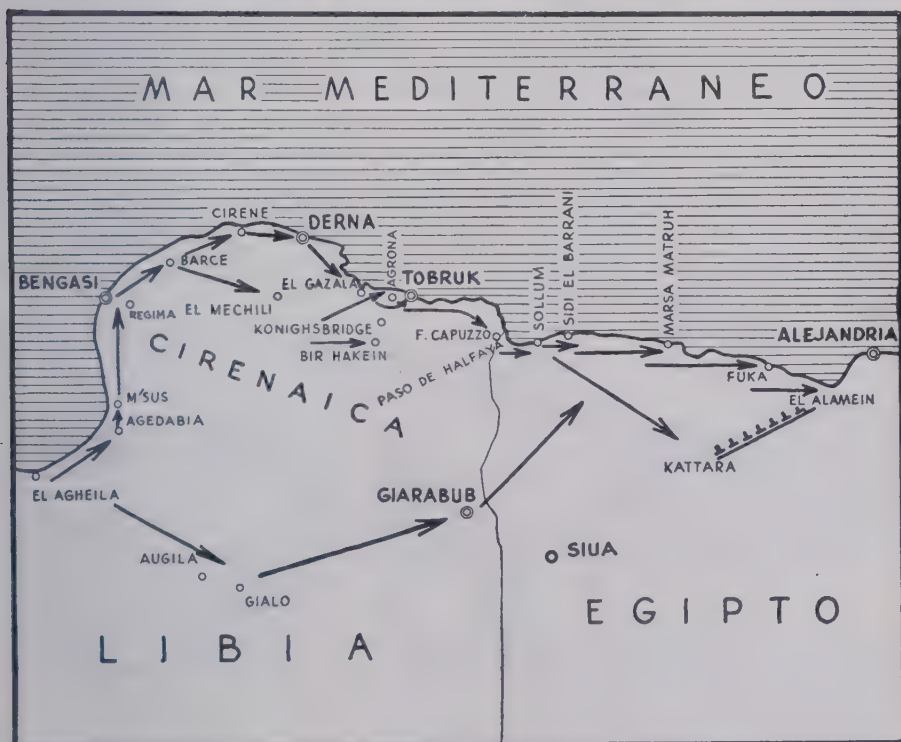 MAR MEDITERRANEO
CIRENE
DERNA
BARCE
BENGASI
REGIMA
EL MECHILI
EL GAZALA
AGRONA
TOBRUK
KONIGHSBRIDGE
BIR HAKEIN
F. CAPUZZO
PASO DE HALFAYA
SOLLUM
SIDI EL BARRANI
MARSA MATRUH
ALEJANDRIA
FUKA
EL ALAMEIN
CIRENAICA
M'SUS
AGEDABIA
KATTARA
EL AGHEILA
GIARABUB
AUGILA
GIALO
SIUA
EGIPTO
LIBIA